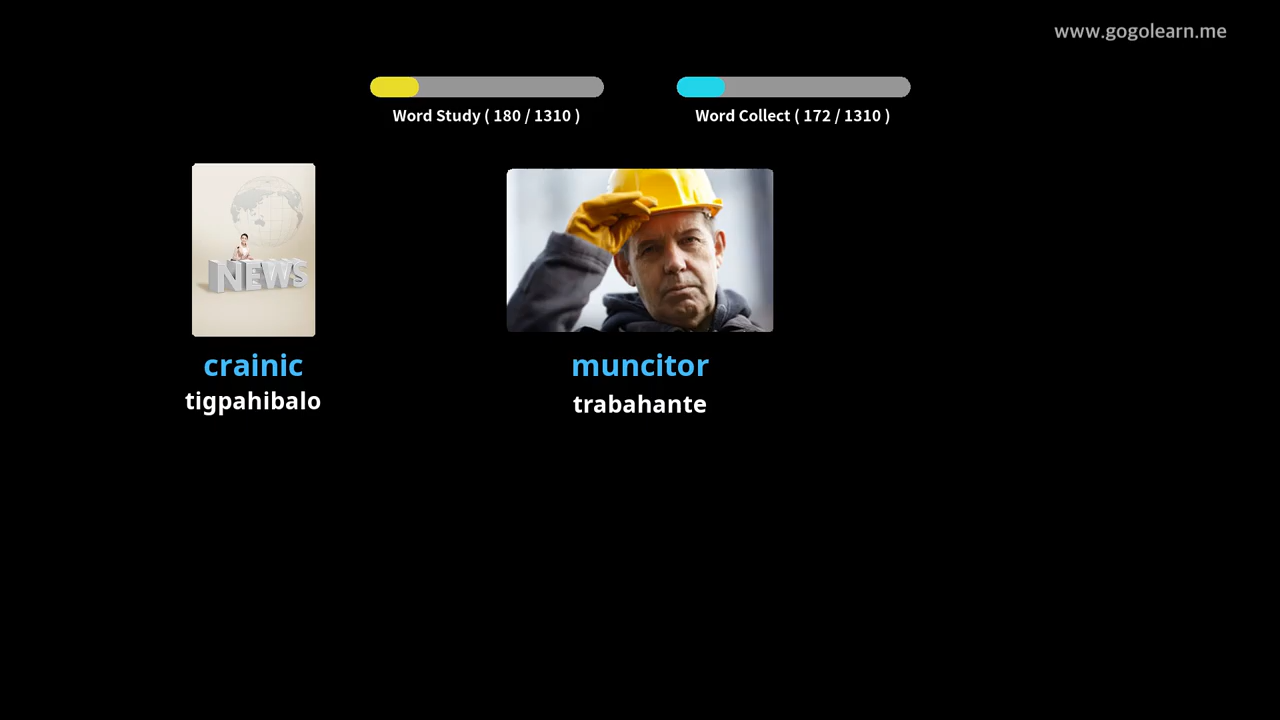 www.gogolearn.me
Word Study ( 180 / 1310 )
Word Collect ( 172 / 1310 )
NEWS
crainic
tigpahibalo
muncitor
trabahante